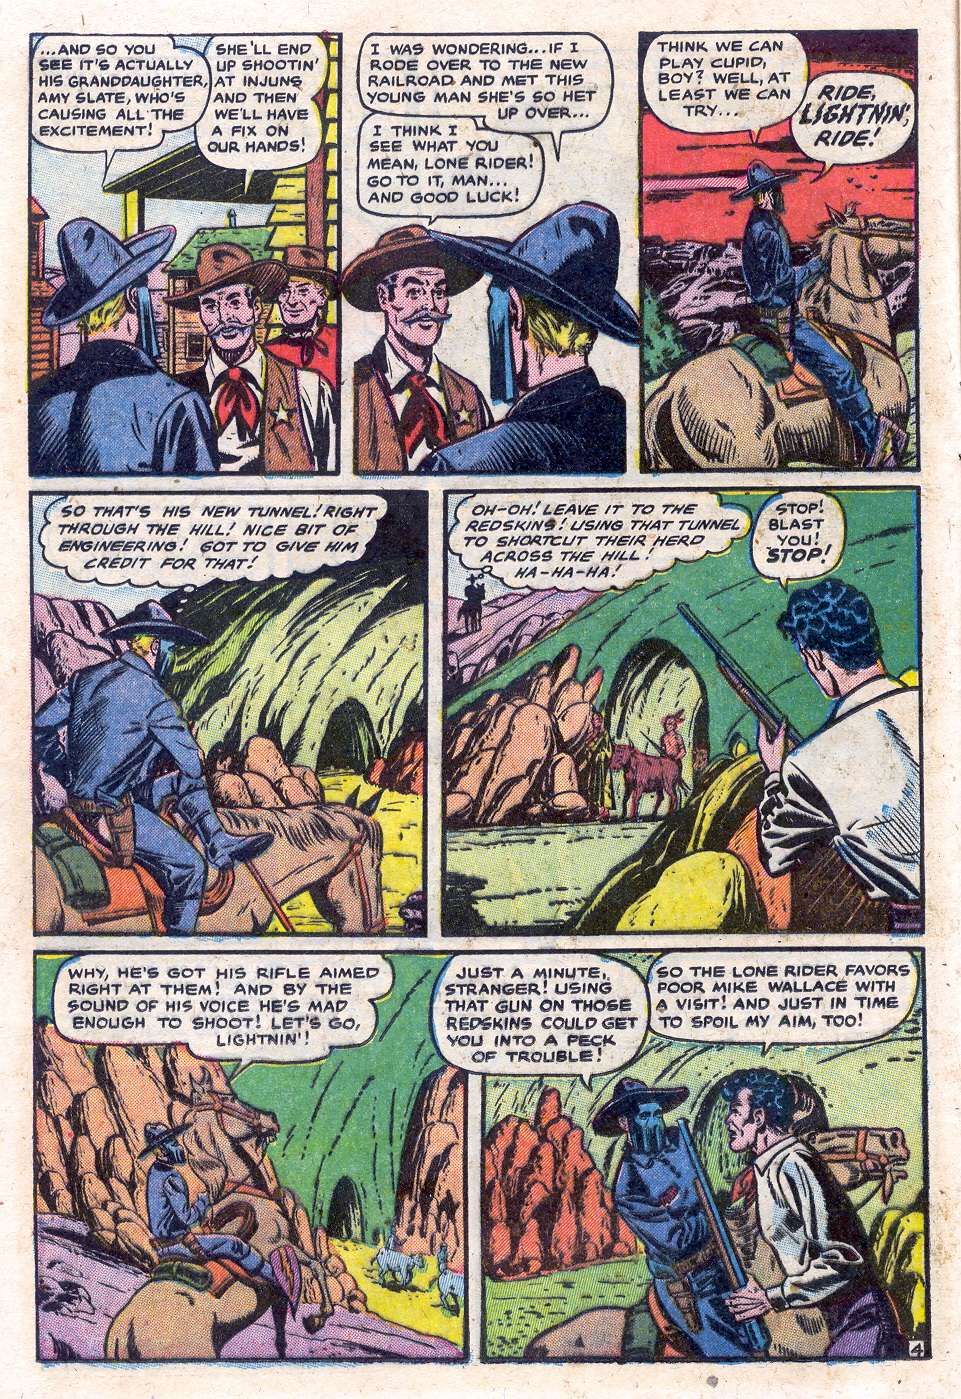 ...AND SO YOU
SEE IT'S ACTUALLY
HIS GRANDDAUGHTER,
AMY SLATE, WHO'S
CAUSING ALL THE
EXCITEMENT!
SHE'LL END
UP SHOOTIN'
AT INJUNS
AND THEN
WE'LL HAVE
A FIX ON
OUR HANDS!
I WAS WONDERING...IF I
RODE OVER TO THE NEW
RAILROAD AND MET THIS
YOUNG MAN SHE'S SO HET
UP OVER...
I THINK I
SEE WHAT YOU
MEAN, LONE RIDER!
GO TO IT, MAN...
AND GOOD LUCK!
THINK WE CAN
PLAY CUPID,
BOY? WELL, AT
LEAST WE CAN
TRY...
RIDE,
LIGHTNIN',
RIDE!
SO THAT'S HIS NEW TUNNEL! RIGHT
THROUGH THE HILL! NICE BIT OF
ENGINEERING! GOT TO GIVE HIM
CREDIT FOR THAT!
OH-OH! LEAVE IT TO THE
REDSKINS! USING THAT TUNNEL
TO SHORTCUT THEIR HERD
ACROSS THE HILL!
HA-HA-HA!
STOP!
BLAST
YOU!
STOP!
WHY, HE'S GOT HIS RIFLE AIMED
RIGHT AT THEM! AND BY THE
SOUND OF HIS VOICE HE'S MAD
ENOUGH TO SHOOT! LET'S GO,
LIGHTNIN'!
JUST A MINUTE,
STRANGER! USING
THAT GUN ON THOSE
REDSKINS COULD GET
YOU INTO A PECK
OF TROUBLE!
SO THE LONE RIDER FAVORS
POOR MIKE WALLACE WITH
A VISIT! AND JUST IN TIME
TO SPOIL MY AIM, TOO!
4